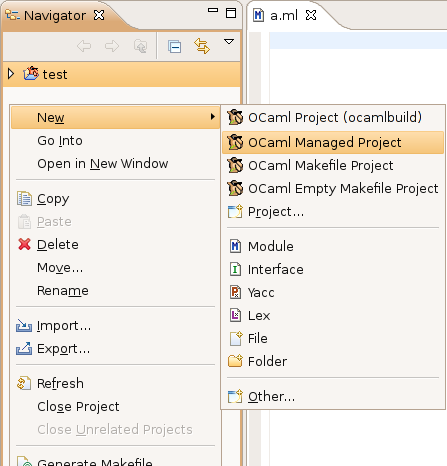 Navigator
a.ml
test
New
Go Into
Open in New Window
Copy
Paste
Delete
Move...
Rename
Import...
Export...
Refresh
Close Project
Close Unrelated Projects
Generate Makefile
OCaml Project (ocamlbuild)
OCaml Managed Project
OCaml Makefile Project
OCaml Empty Makefile Project
Project...
Module
Interface
Yacc
Lex
File
Folder
Other...